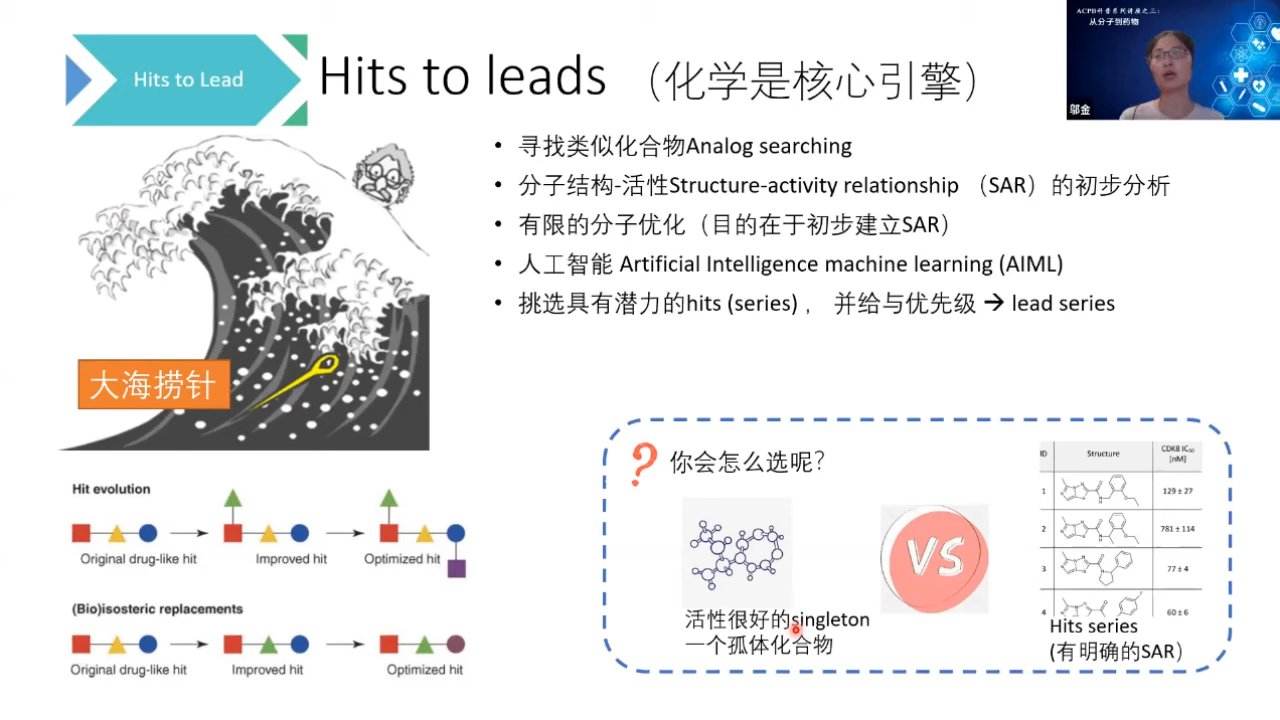 Hits to Lead
Hits to leads （化学是核心引擎）
ACPB科普系列讲座之三：
从分子到药物
邬金
• 寻找类似化合物Analog searching
• 分子结构-活性Structure-activity relationship （SAR）的初步分析
• 有限的分子优化（目的在于初步建立SAR）
• 人工智能 Artificial Intelligence machine learning (AIML)
• 挑选具有潜力的hits (series) ， 并给与优先级 → lead series
大海捞针
Hit evolution
Original drug-like hit
Improved hit
Optimized hit
(Bio)isosteric replacements
Original drug-like hit
Improved hit
Optimized hit
? 你会怎么选呢？
活性很好的singleton
一个孤体化合物
VS
ID Structure CDK8 IC50
[nM]
1 129 ± 27
2 781 ± 114
3 77 ± 4
4 60 ± 6
Hits series
(有明确的SAR）